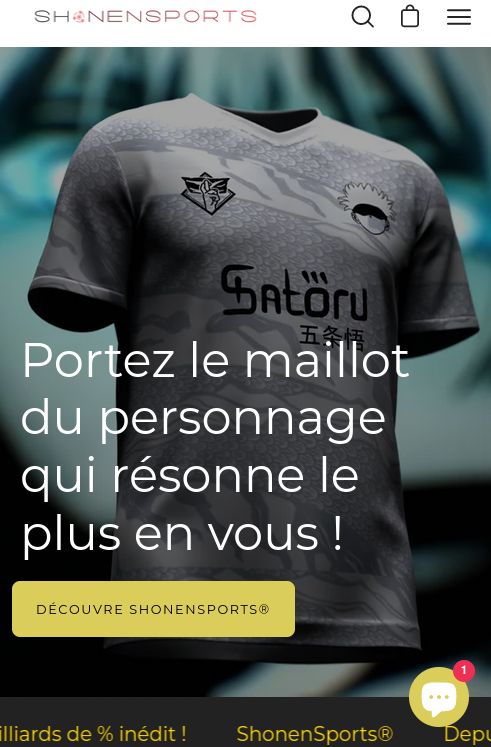 SHONENSPORTS
Satoru
五条悟
Portez le maillot
du personnage
qui résonne le
plus en vous !
DÉCOUVRE SHONENSPORTS®
1
illiards de % inédit ! ShonenSports® Depu